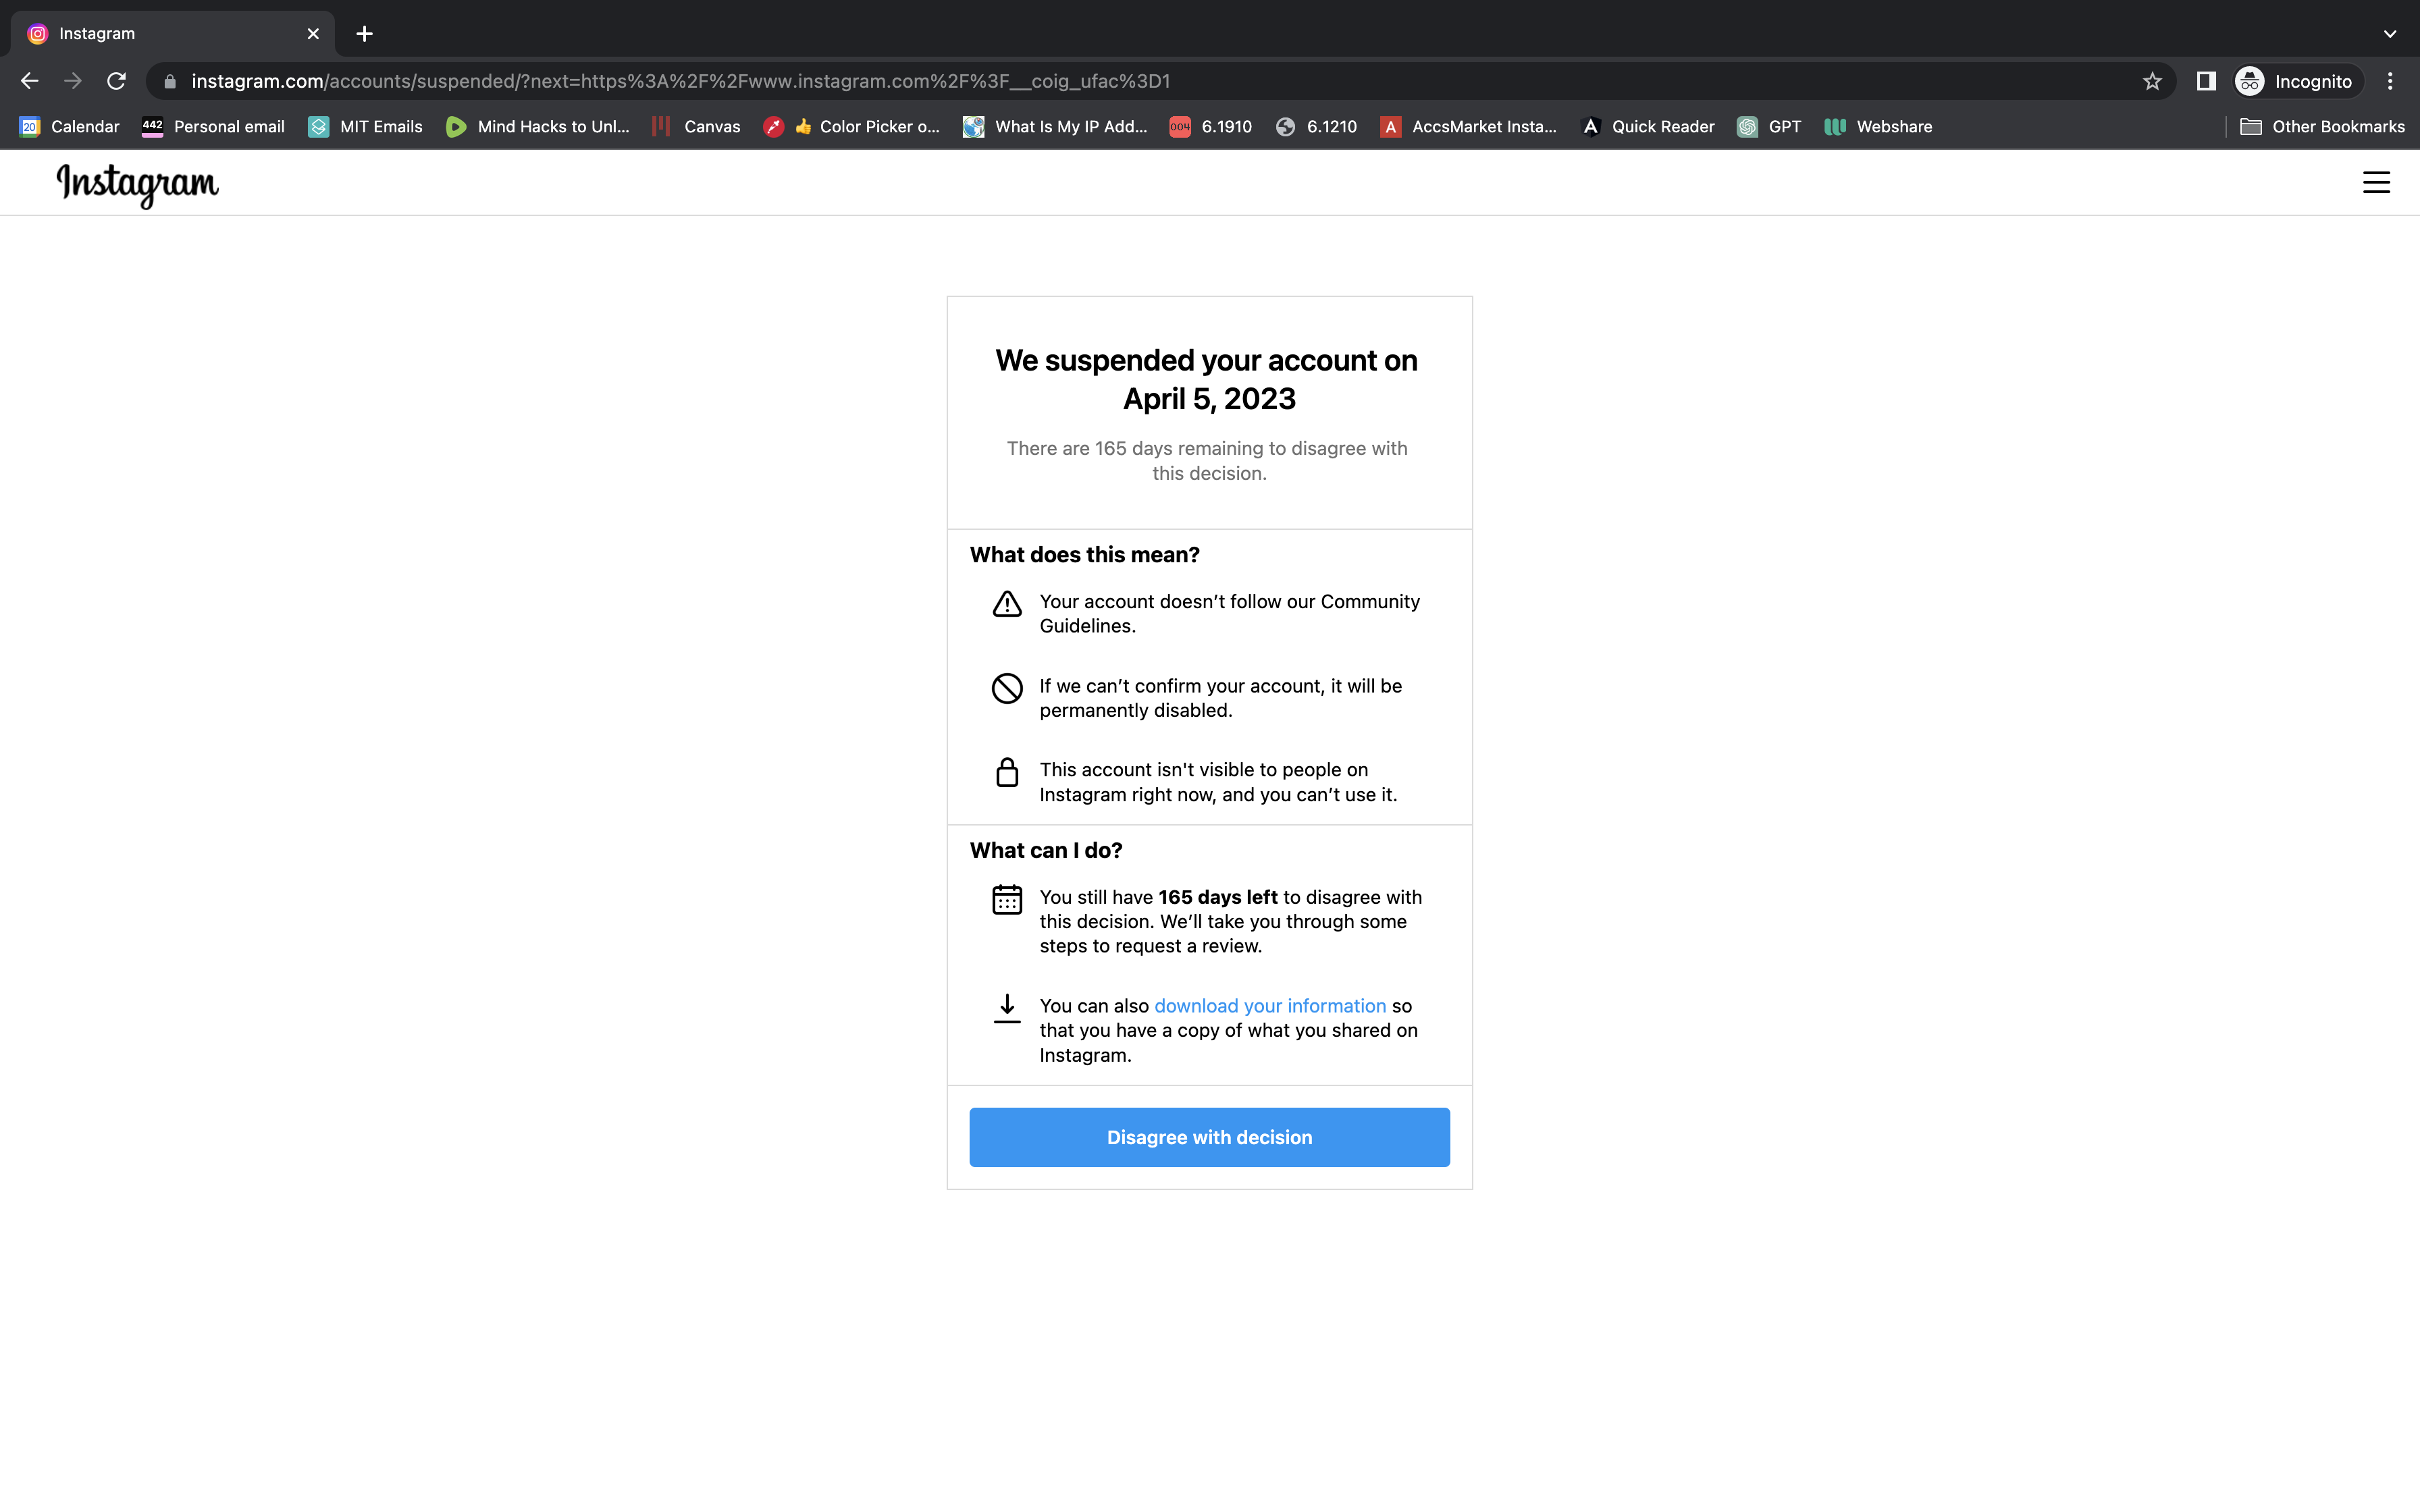 Instagram
instagram.com/accounts/suspended/?next=https%3A%2F%2Fwww.instagram.com%2F%3F__coig_ufac%3D1
Incognito
20 Calendar 442 Personal email MIT Emails Mind Hacks to Unl... Canvas 👍 Color Picker o... What Is My IP Add... 004 6.1910 6.1210 A AccsMarket Insta... A Quick Reader GPT Webshare Other Bookmarks
Instagram
We suspended your account on
April 5, 2023
There are 165 days remaining to disagree with
this decision.
What does this mean?
Your account doesn’t follow our Community
Guidelines.
If we can’t confirm your account, it will be
permanently disabled.
This account isn't visible to people on
Instagram right now, and you can’t use it.
What can I do?
You still have 165 days left to disagree with
this decision. We’ll take you through some
steps to request a review.
You can also download your information so
that you have a copy of what you shared on
Instagram.
Disagree with decision